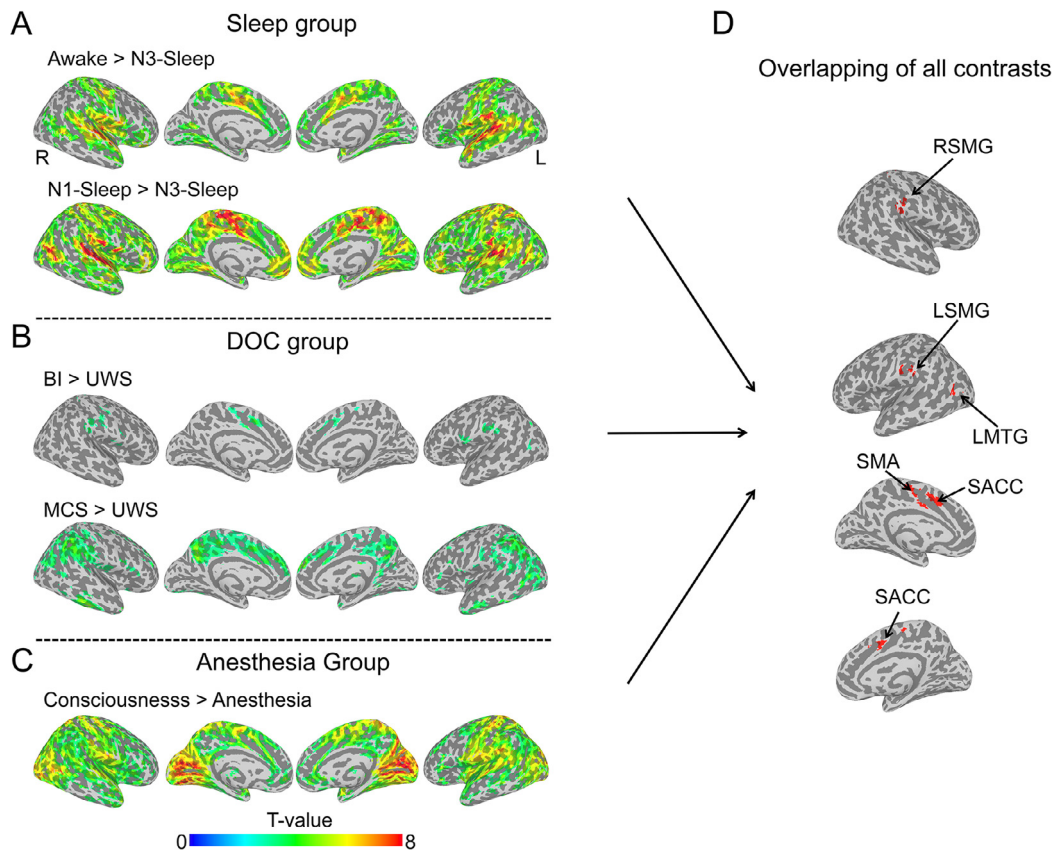 A
Sleep group
Awake > N3-Sleep
R
L
N1-Sleep > N3-Sleep
B
DOC group
BI > UWS
MCS > UWS
C
Anesthesia Group
Consciousnesss > Anesthesia
T-value
0
8
D
Overlapping of all contrasts
RSMG
LSMG
LMTG
SMA
SACC
SACC